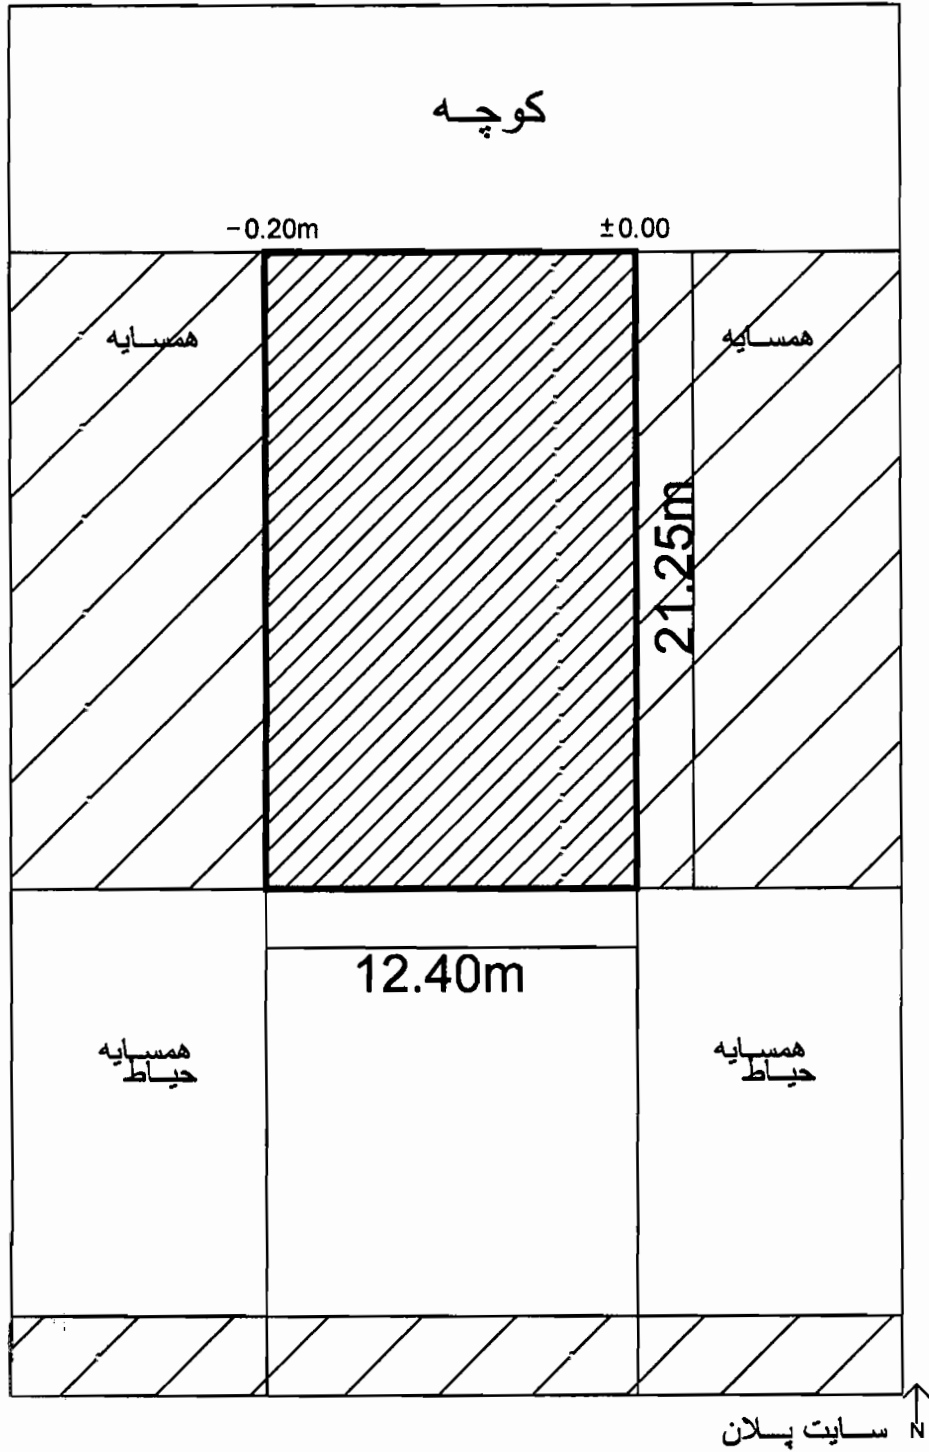 کوچه
−0.20m
±0.00
همسایه
همسایه
21.25m
12.40m
همسایه
حیاط
همسایه
حیاط
سایت پلان
N